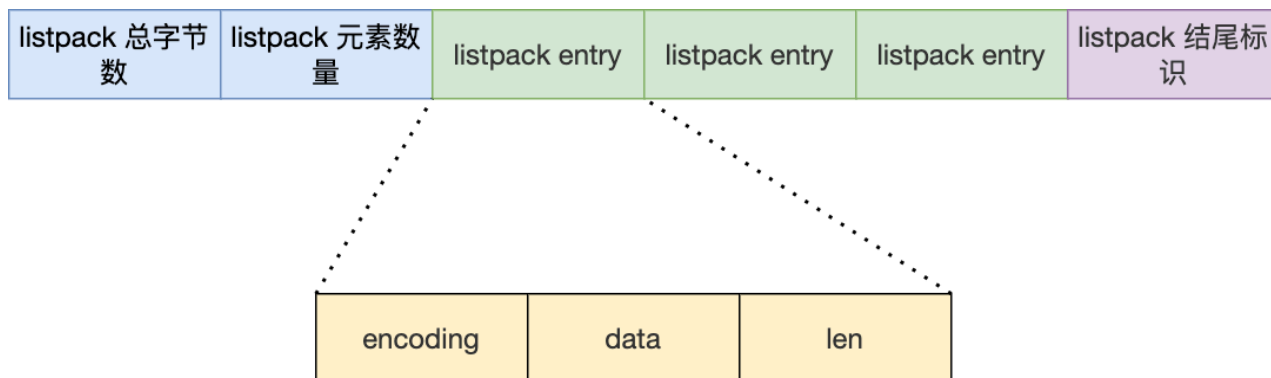 listpack 总字节
数
listpack 元素数
量
listpack entry
listpack entry
listpack entry
listpack 结尾标
识
encoding
data
len